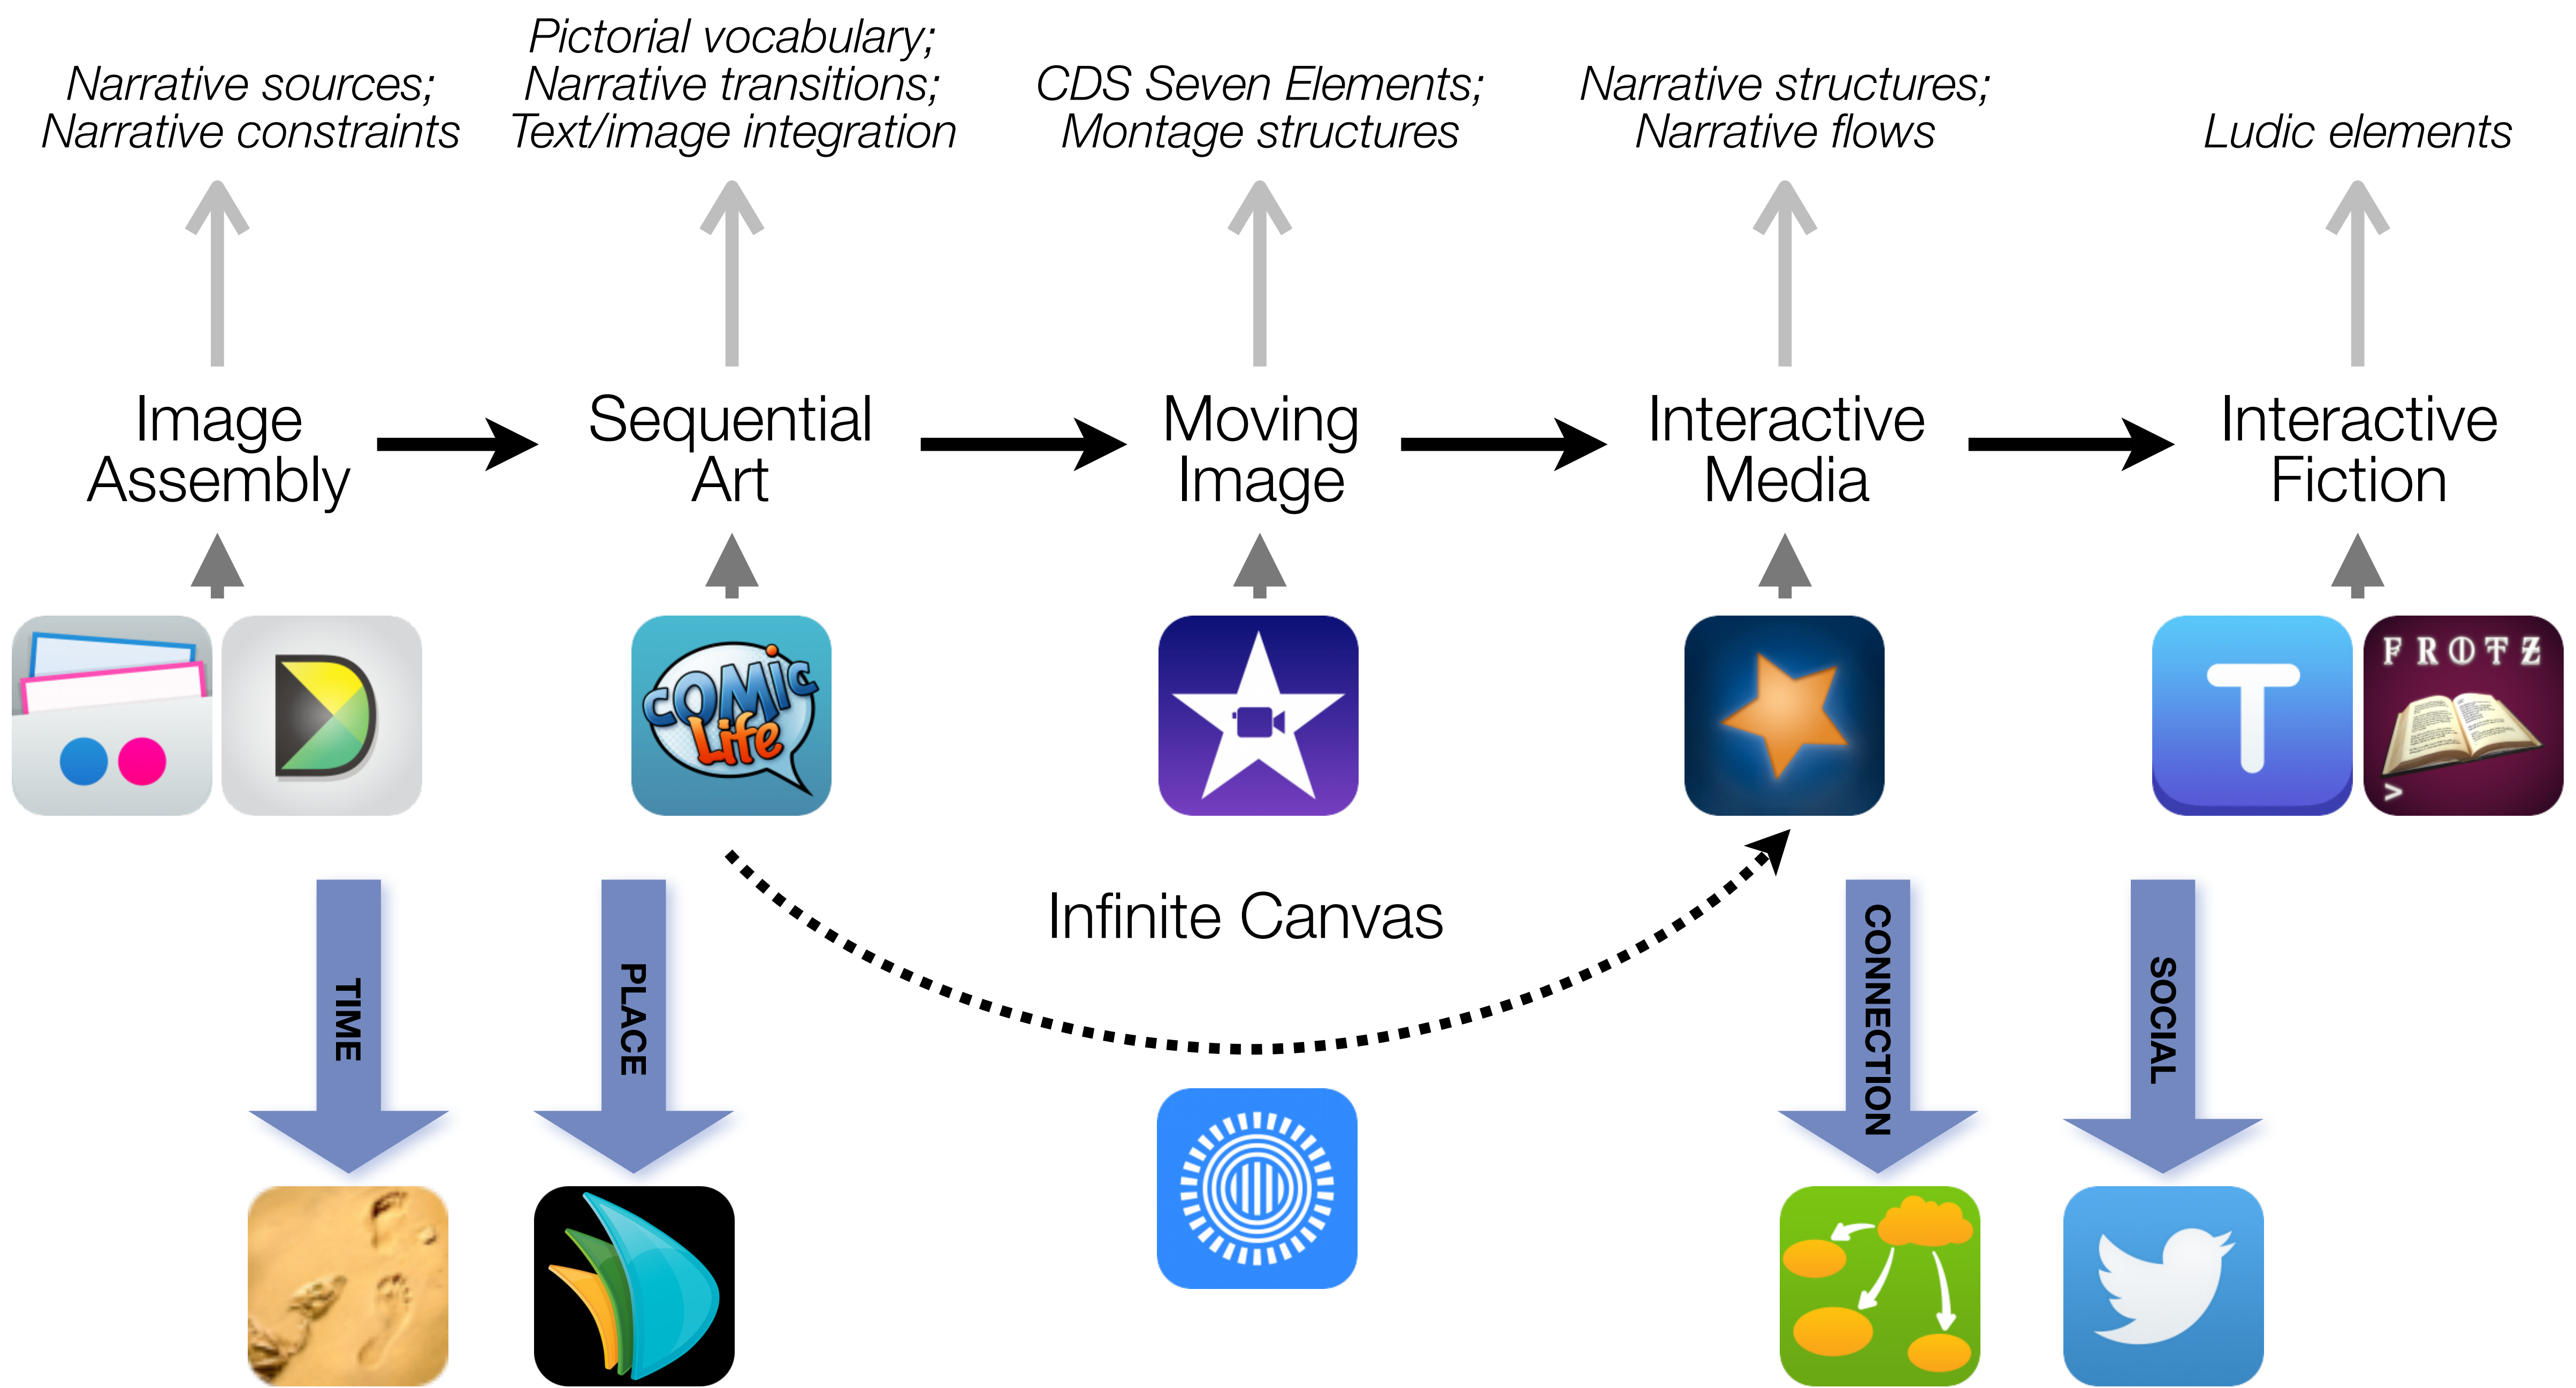 Narrative sources;
Narrative constraints
Pictorial vocabulary;
Narrative transitions;
Text/image integration
CDS Seven Elements;
Montage structures
Narrative structures;
Narrative flows
Ludic elements
Image
Assembly
Sequential
Art
Moving
Image
Interactive
Media
Interactive
Fiction
COMIC
Life
T
FROTZ
>
Infinite Canvas
TIME
PLACE
CONNECTION
SOCIAL